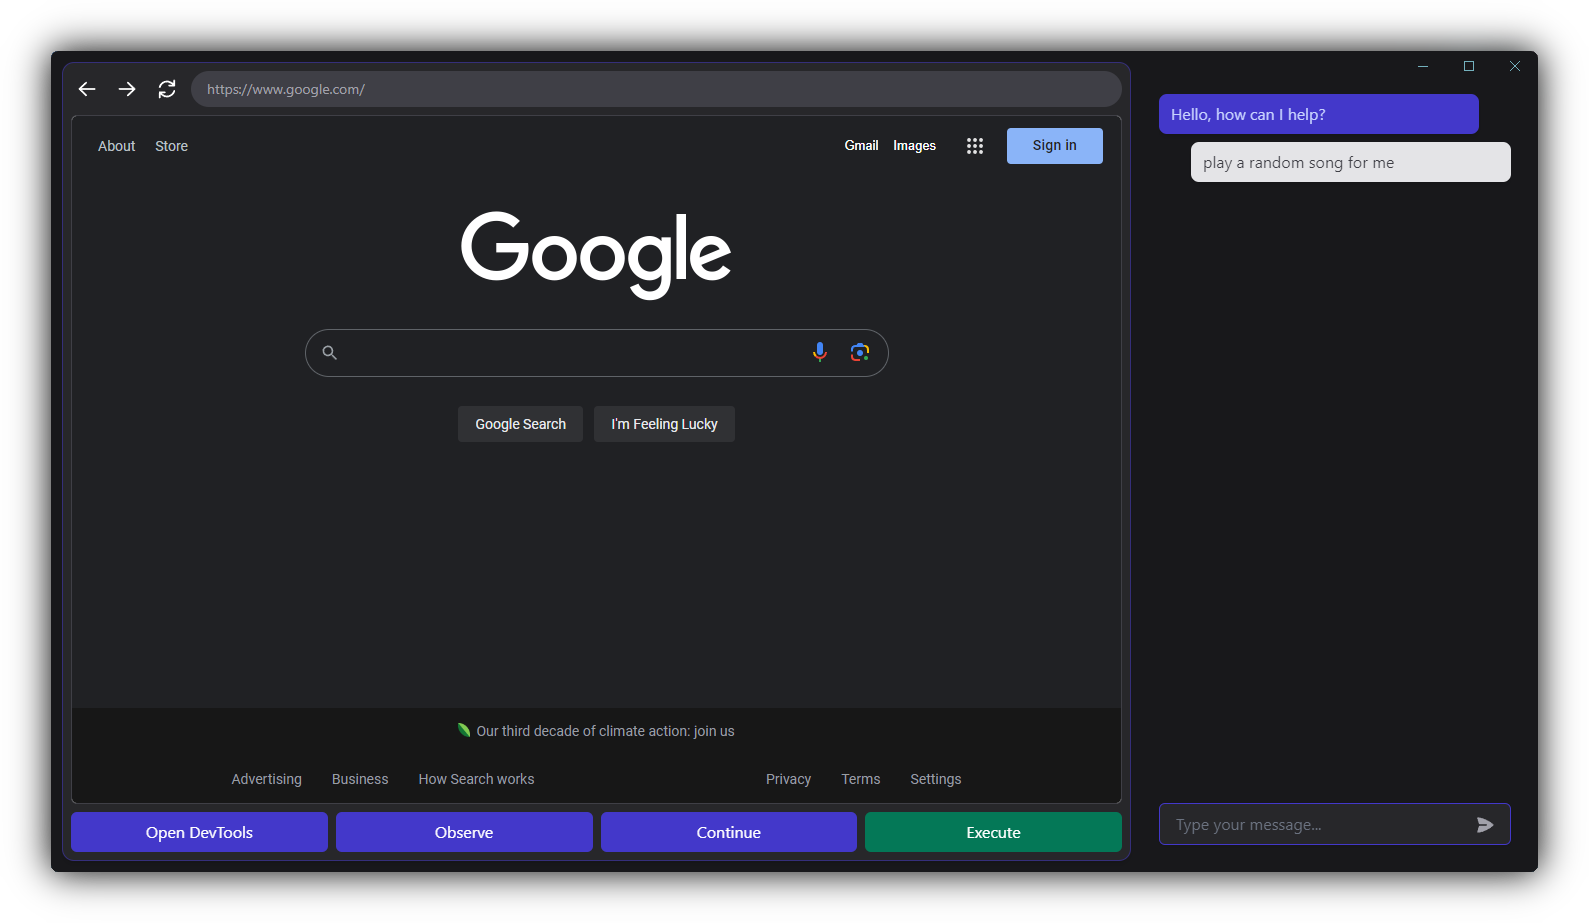 https://www.google.com/
About Store
Gmail Images Sign in
Google
Google Search I'm Feeling Lucky
Our third decade of climate action: join us
Advertising Business How Search works Privacy Terms Settings
Open DevTools Observe Continue Execute
Hello, how can I help?
play a random song for me
Type your message...